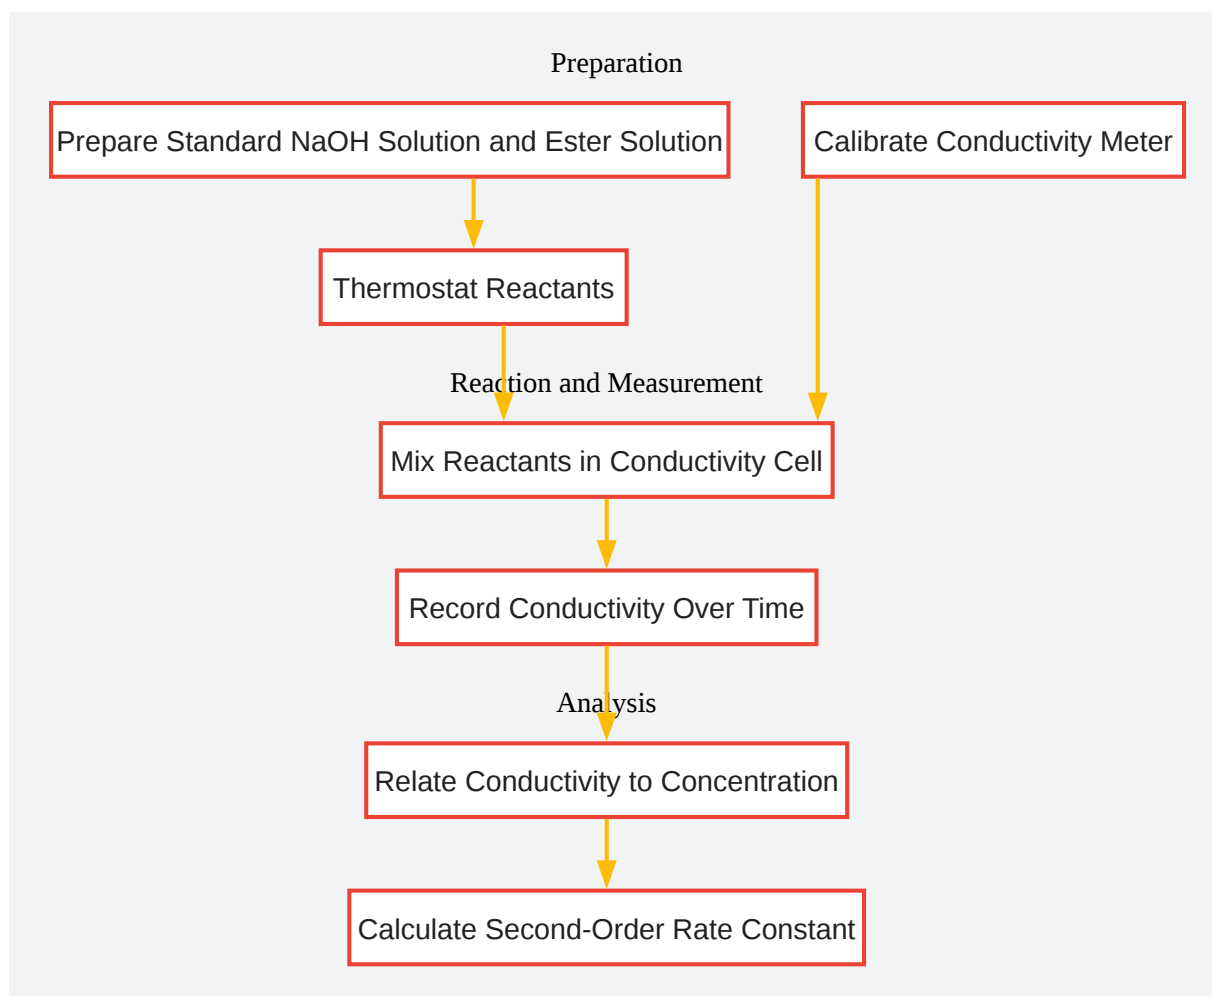 Preparation
Prepare Standard NaOH Solution and Ester Solution
Calibrate Conductivity Meter
Thermostat Reactants
Reaction and Measurement
Mix Reactants in Conductivity Cell
Record Conductivity Over Time
Analysis
Relate Conductivity to Concentration
Calculate Second-Order Rate Constant